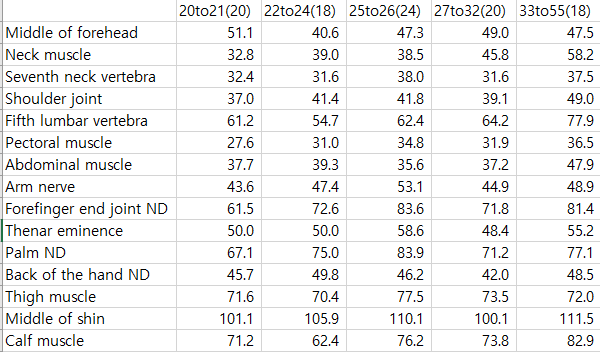 20to21(20) 22to24(18) 25to26(24) 27to32(20) 33to55(18)
Middle of forehead 51.1 40.6 47.3 49.0 47.5
Neck muscle 32.8 39.0 38.5 45.8 58.2
Seventh neck vertebra 32.4 31.6 38.0 31.6 37.5
Shoulder joint 37.0 41.4 41.8 39.1 49.0
Fifth lumbar vertebra 61.2 54.7 62.4 64.2 77.9
Pectoral muscle 27.6 31.0 34.8 31.9 36.5
Abdominal muscle 37.7 39.3 35.6 37.2 47.9
Arm nerve 43.6 47.4 53.1 44.9 48.9
Forefinger end joint ND 61.5 72.6 83.6 71.8 81.4
Thenar eminence 50.0 50.0 58.6 48.4 55.2
Palm ND 67.1 75.0 83.9 71.2 77.1
Back of the hand ND 45.7 49.8 46.2 42.0 48.5
Thigh muscle 71.6 70.4 77.5 73.5 72.0
Middle of shin 101.1 105.9 110.1 100.1 111.5
Calf muscle 71.2 62.4 76.2 73.8 82.9